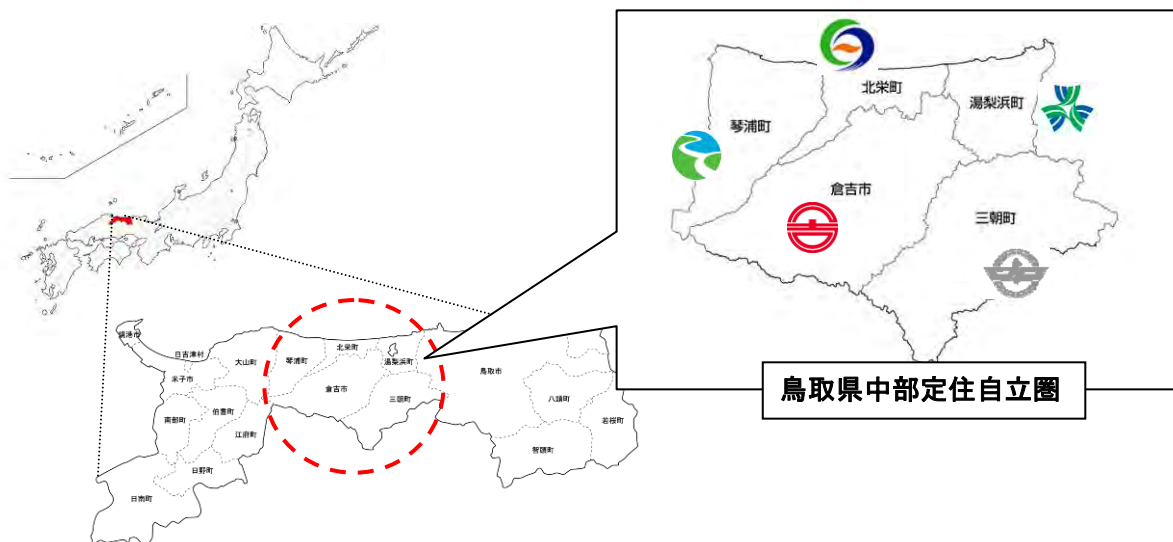 北栄町
湯梨浜町
琴浦町
倉吉市
三朝町
鳥取県中部定住自立圏
境港市
日吉津村
米子市
大山町
琴浦町
北栄町
湯梨浜町
鳥取市
倉吉市
三朝町
南部町
伯耆町
江府町
八頭町
若桜町
智頭町
日野町
日南町